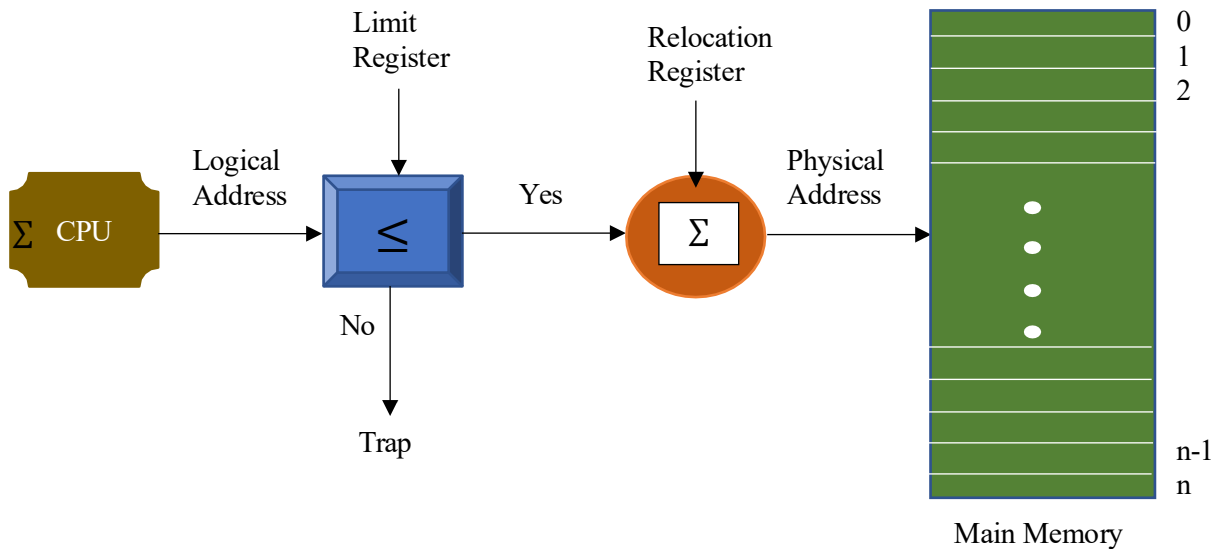 Limit
Register
Relocation
Register
0
1
2
Logical
Address
Yes
Physical
Address
Σ CPU
≤
Σ
No
Trap
n-1
n
Main Memory